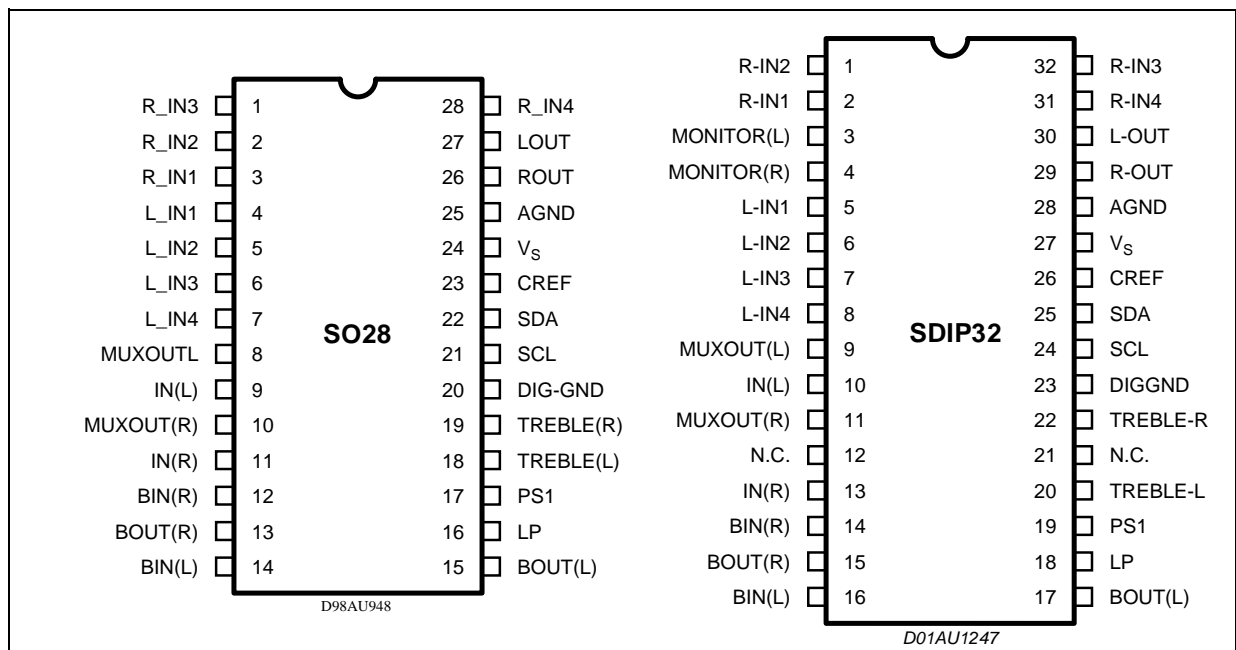 R_IN3 1 28 R_IN4
R_IN2 2 27 LOUT
R_IN1 3 26 ROUT
L_IN1 4 25 AGND
L_IN2 5 24 VS
L_IN3 6 23 CREF
L_IN4 7 22 SDA
SO28
MUXOUTL 8 21 SCL
IN(L) 9 20 DIG-GND
MUXOUT(R) 10 19 TREBLE(R)
IN(R) 11 18 TREBLE(L)
BIN(R) 12 17 PS1
BOUT(R) 13 16 LP
BIN(L) 14 15 BOUT(L)
D98AU948
R-IN2 1 32 R-IN3
R-IN1 2 31 R-IN4
MONITOR(L) 3 30 L-OUT
MONITOR(R) 4 29 R-OUT
L-IN1 5 28 AGND
L-IN2 6 27 VS
L-IN3 7 26 CREF
L-IN4 8 25 SDA
SDIP32
MUXOUT(L) 9 24 SCL
IN(L) 10 23 DIGGND
MUXOUT(R) 11 22 TREBLE-R
N.C. 12 21 N.C.
IN(R) 13 20 TREBLE-L
BIN(R) 14 19 PS1
BOUT(R) 15 18 LP
BIN(L) 16 17 BOUT(L)
D01AU1247